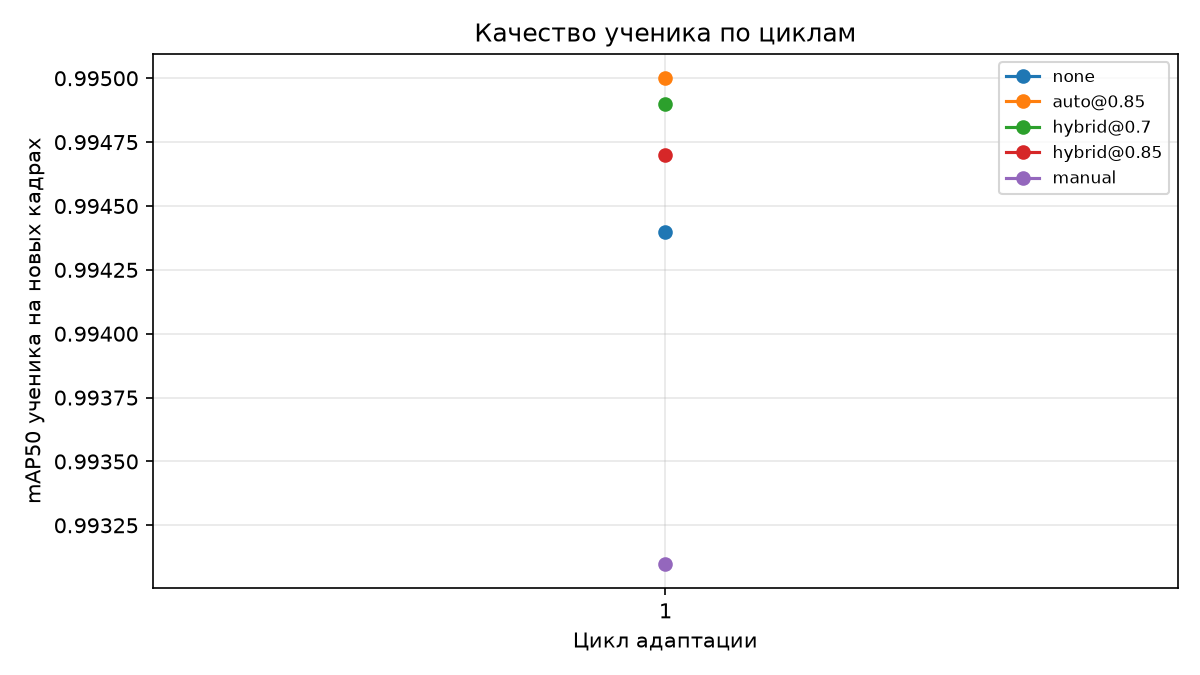 Качество ученика по циклам
mAP50 ученика на новых кадрах
0.99500
0.99475
0.99450
0.99425
0.99400
0.99375
0.99350
0.99325
none
auto@0.85
hybrid@0.7
hybrid@0.85
manual
1
Цикл адаптации